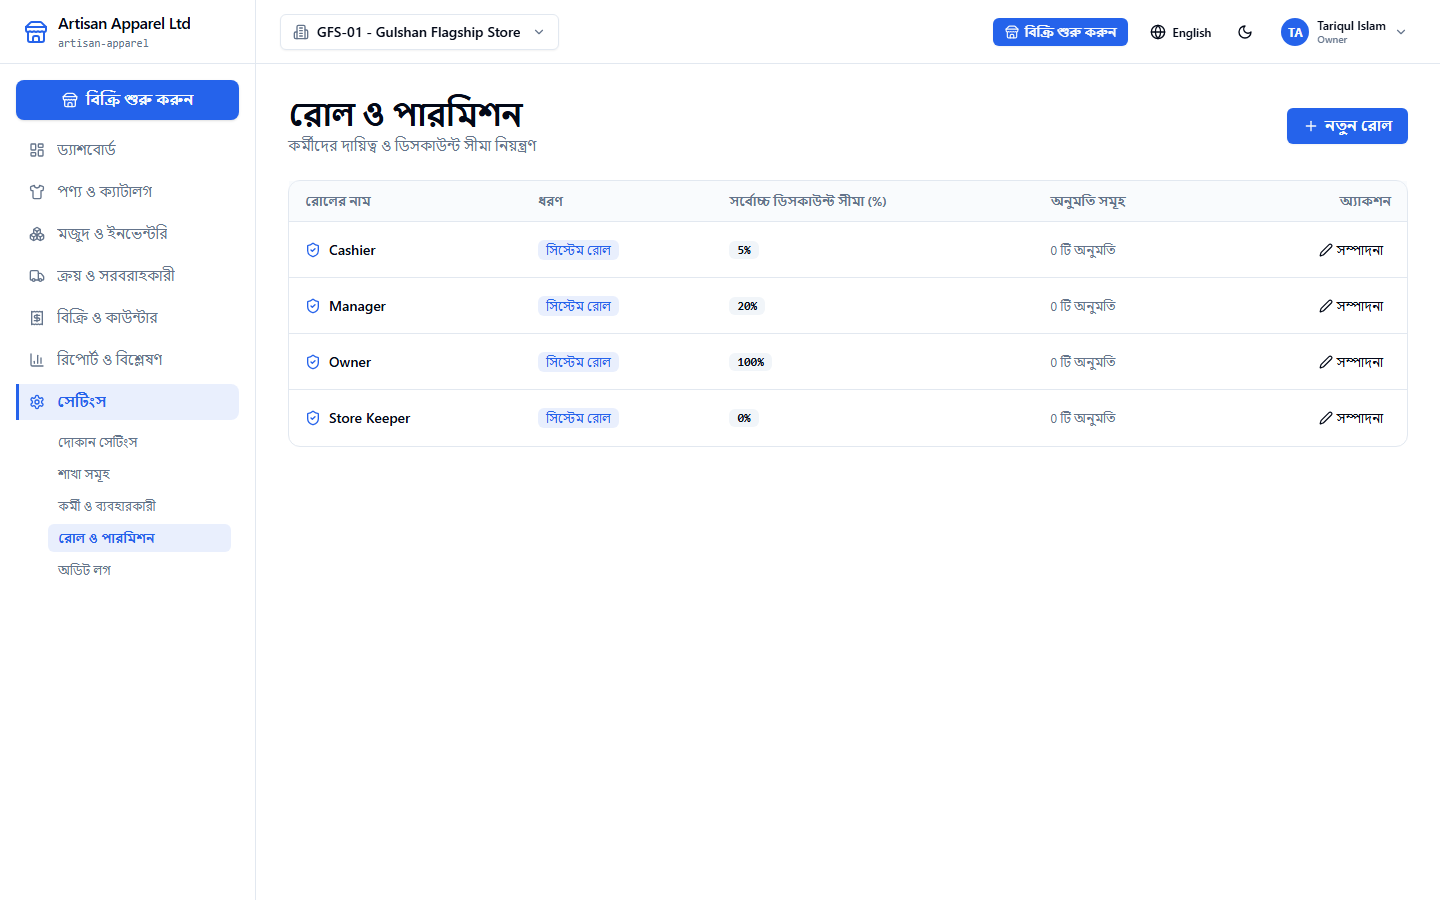 Artisan Apparel Ltd
artisan-apparel
GFS-01 - Gulshan Flagship Store
বিক্রি শুরু করুন
English
TA
Tariqul Islam
Owner
বিক্রি শুরু করুন
ড্যাশবোর্ড
পণ্য ও ক্যাটালগ
মজুদ ও ইনভেন্টরি
ক্রয় ও সরবরাহকারী
বিক্রি ও কাউন্টার
রিপোর্ট ও বিশ্লেষণ
সেটিংস
দোকান সেটিংস
শাখা সমূহ
কর্মী ও ব্যবহারকারী
রোল ও পারমিশন
অডিট লগ
রোল ও পারমিশন
কর্মীদের দায়িত্ব ও ডিসকাউন্ট সীমা নিয়ন্ত্রণ
+ নতুন রোল
রোলের নাম ধরণ সর্বোচ্চ ডিসকাউন্ট সীমা (%) অনুমতি সমূহ অ্যাকশন
Cashier সিস্টেম রোল 5% 0 টি অনুমতি সম্পাদনা
Manager সিস্টেম রোল 20% 0 টি অনুমতি সম্পাদনা
Owner সিস্টেম রোল 100% 0 টি অনুমতি সম্পাদনা
Store Keeper সিস্টেম রোল 0% 0 টি অনুমতি সম্পাদনা